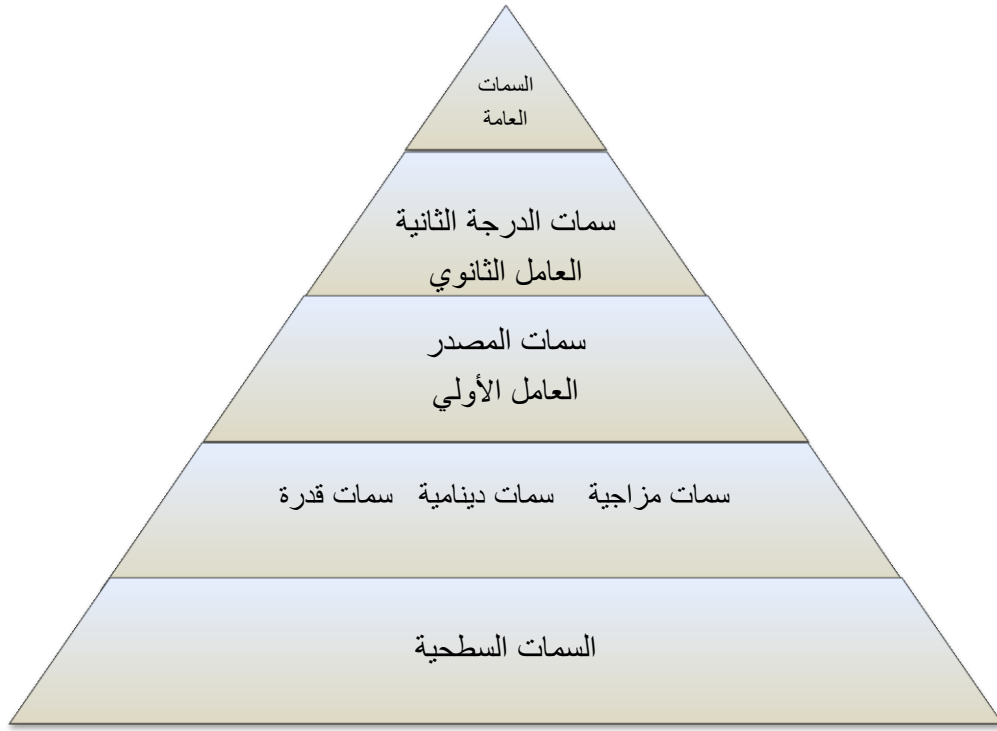 السمات
العامة
سمات الدرجة الثانية
العامل الثانوي
سمات المصدر
العامل الأولي
سمات مزاجية سمات دينامية سمات قدرة
السمات السطحية